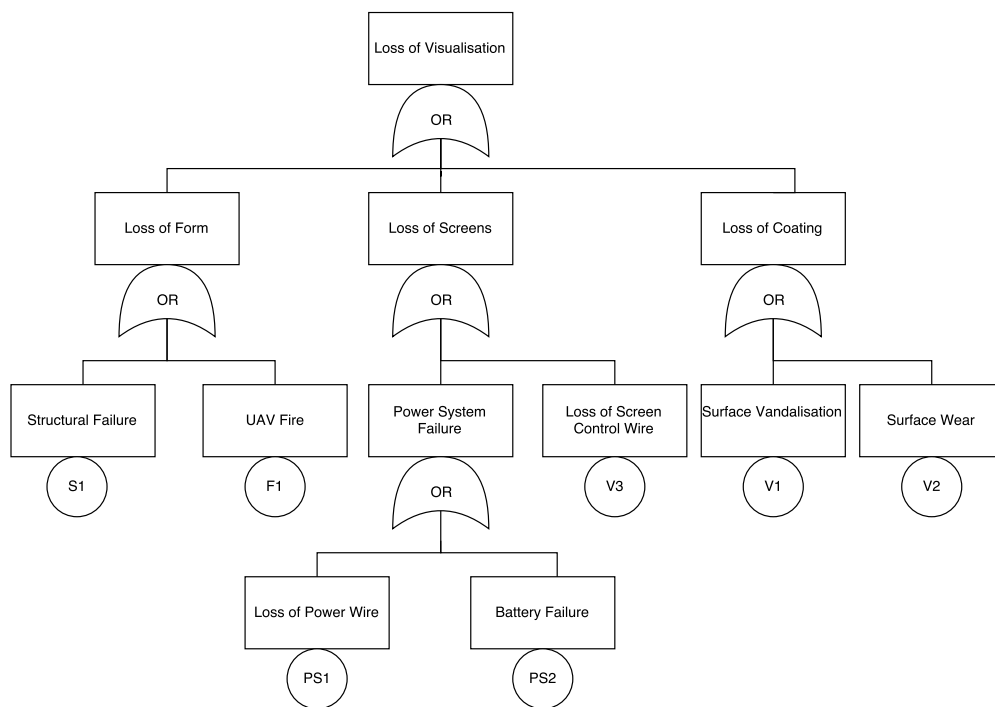 Loss of Visualisation
OR
Loss of Form
Loss of Screens
Loss of Coating
OR
OR
OR
Structural Failure
UAV Fire
Power System
Failure
Loss of Screen
Control Wire
Surface Vandalisation
Surface Wear
S1
F1
OR
V3
V1
V2
Loss of Power Wire
Battery Failure
PS1
PS2